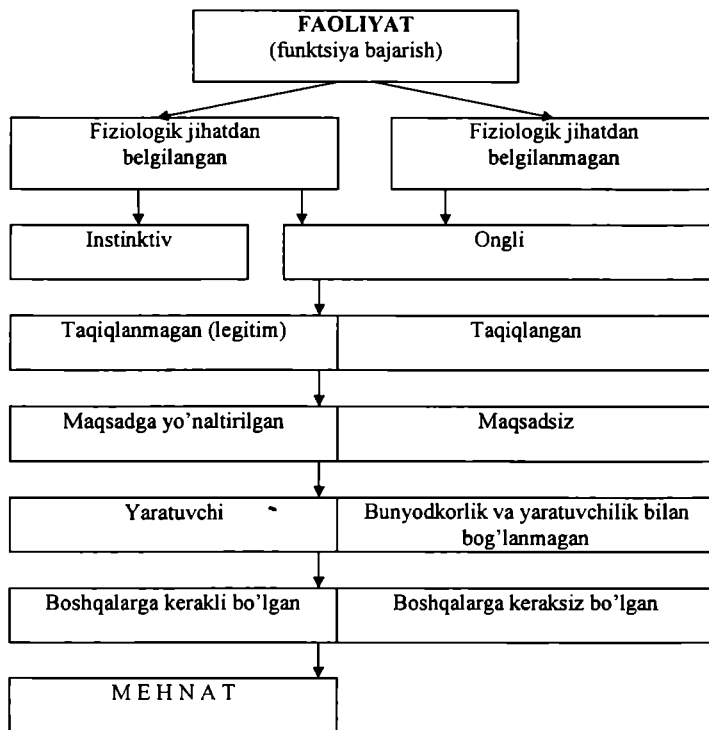 FAOLIYAT
(funktsiya bajarish)
Fiziologik jihatdan
belgilangan
Fiziologik jihatdan
belgilanmagan
Instinktiv
Ongli
Taqiqlanmagan (legitim)
Taqiqlangan
Maqsadga yo’naltirilgan
Maqsadsiz
Yaratuvchi
Bunyodkorlik va yaratuvchilik bilan
bog’lanmagan
Boshqalarga kerakli bo’lgan
Boshqalarga keraksiz bo’lgan
M E H N A T